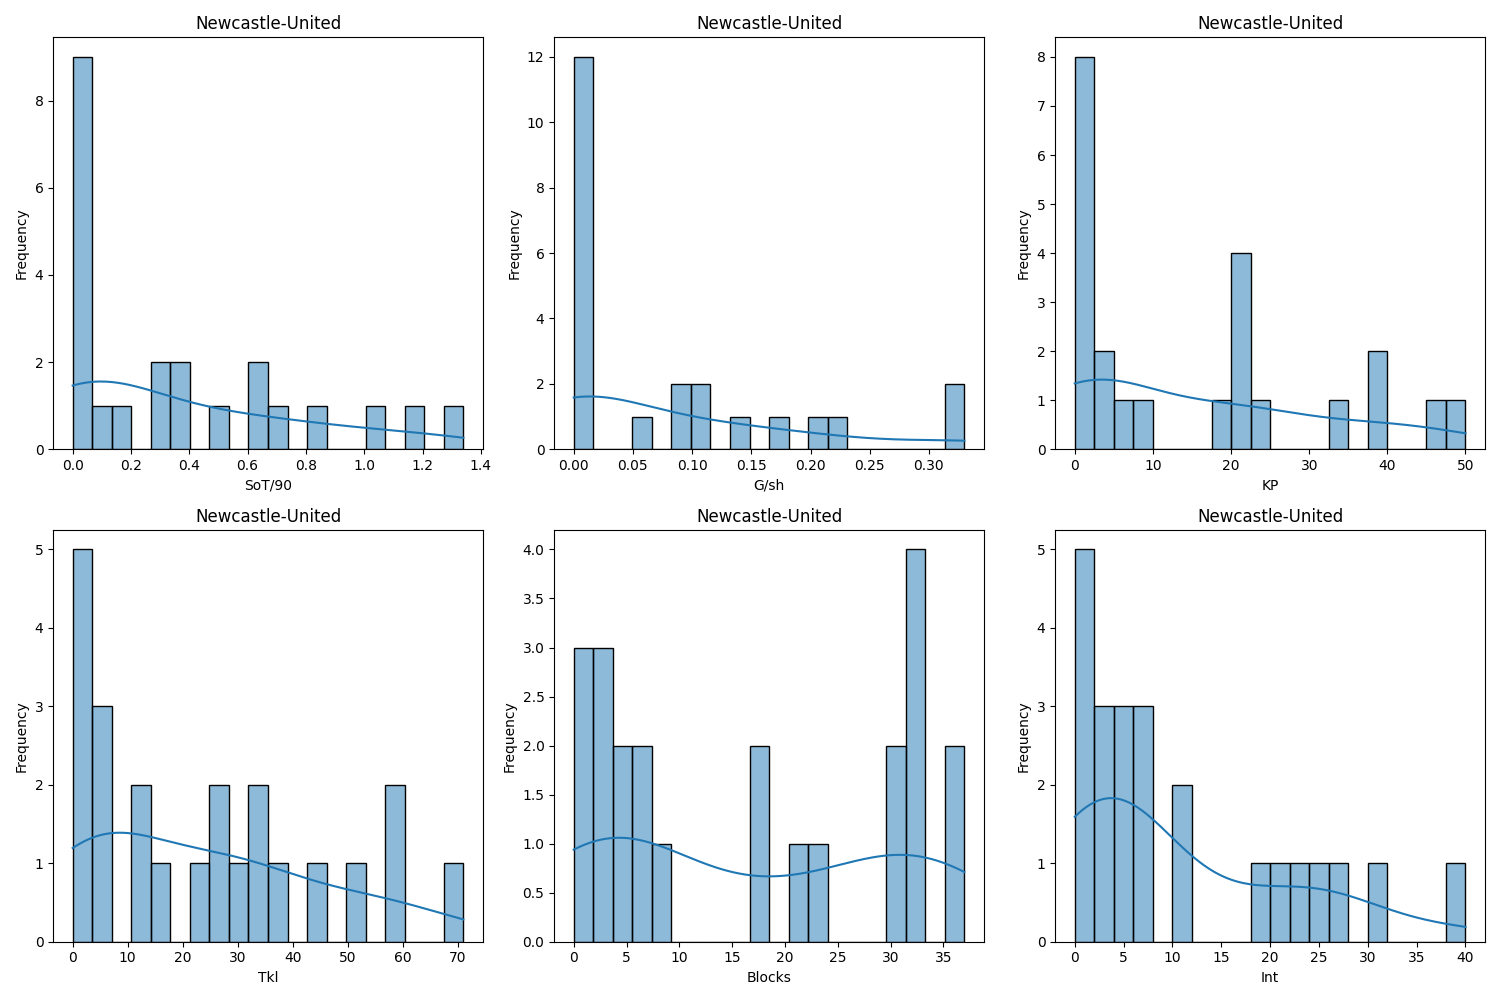 Newcastle-United
Frequency
8
6
4
2
0
0.0 0.2 0.4 0.6 0.8 1.0 1.2 1.4
SoT/90
Newcastle-United
Frequency
12
10
8
6
4
2
0
0.00 0.05 0.10 0.15 0.20 0.25 0.30
G/sh
Newcastle-United
Frequency
8
7
6
5
4
3
2
1
0
0 10 20 30 40 50
KP
Newcastle-United
Frequency
5
4
3
2
1
0
0 10 20 30 40 50 60 70
Tkl
Newcastle-United
Frequency
4.0
3.5
3.0
2.5
2.0
1.5
1.0
0.5
0.0
0 5 10 15 20 25 30 35
Blocks
Newcastle-United
Frequency
5
4
3
2
1
0
0 5 10 15 20 25 30 35 40
Int